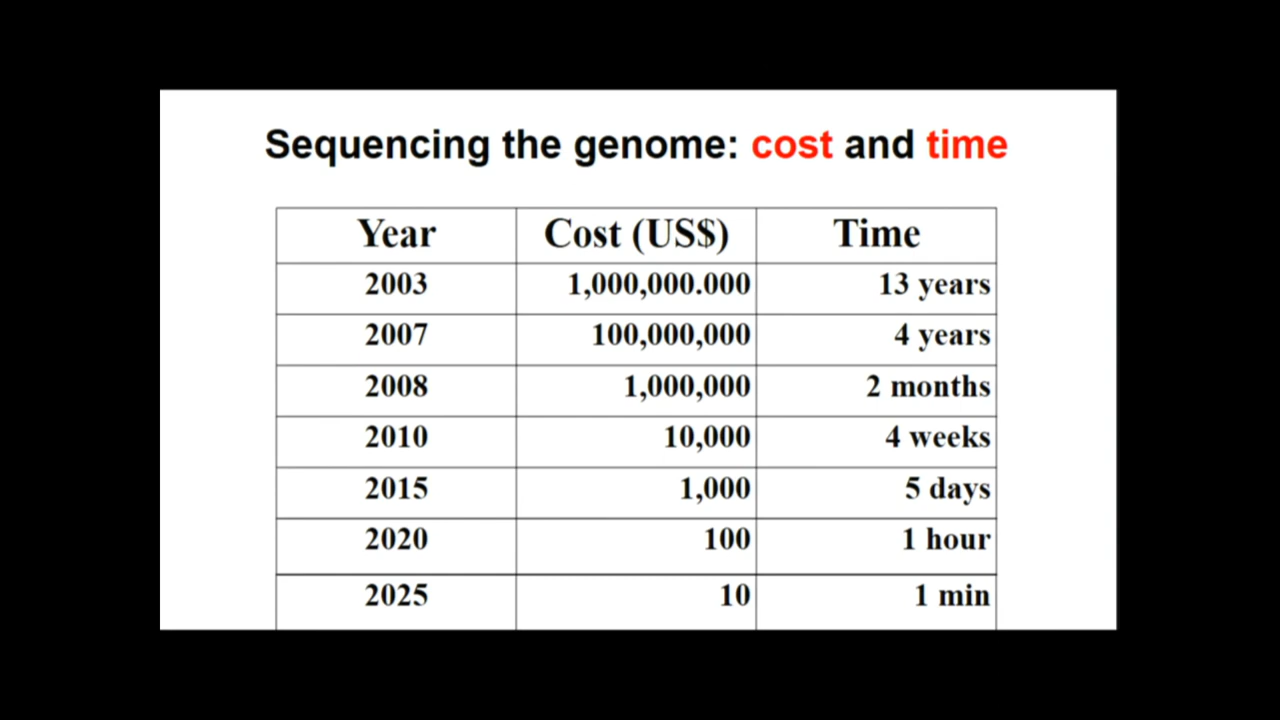 Sequencing the genome: cost and time
Year Cost (US$) Time
2003 1,000,000.000 13 years
2007 100,000,000 4 years
2008 1,000,000 2 months
2010 10,000 4 weeks
2015 1,000 5 days
2020 100 1 hour
2025 10 1 min